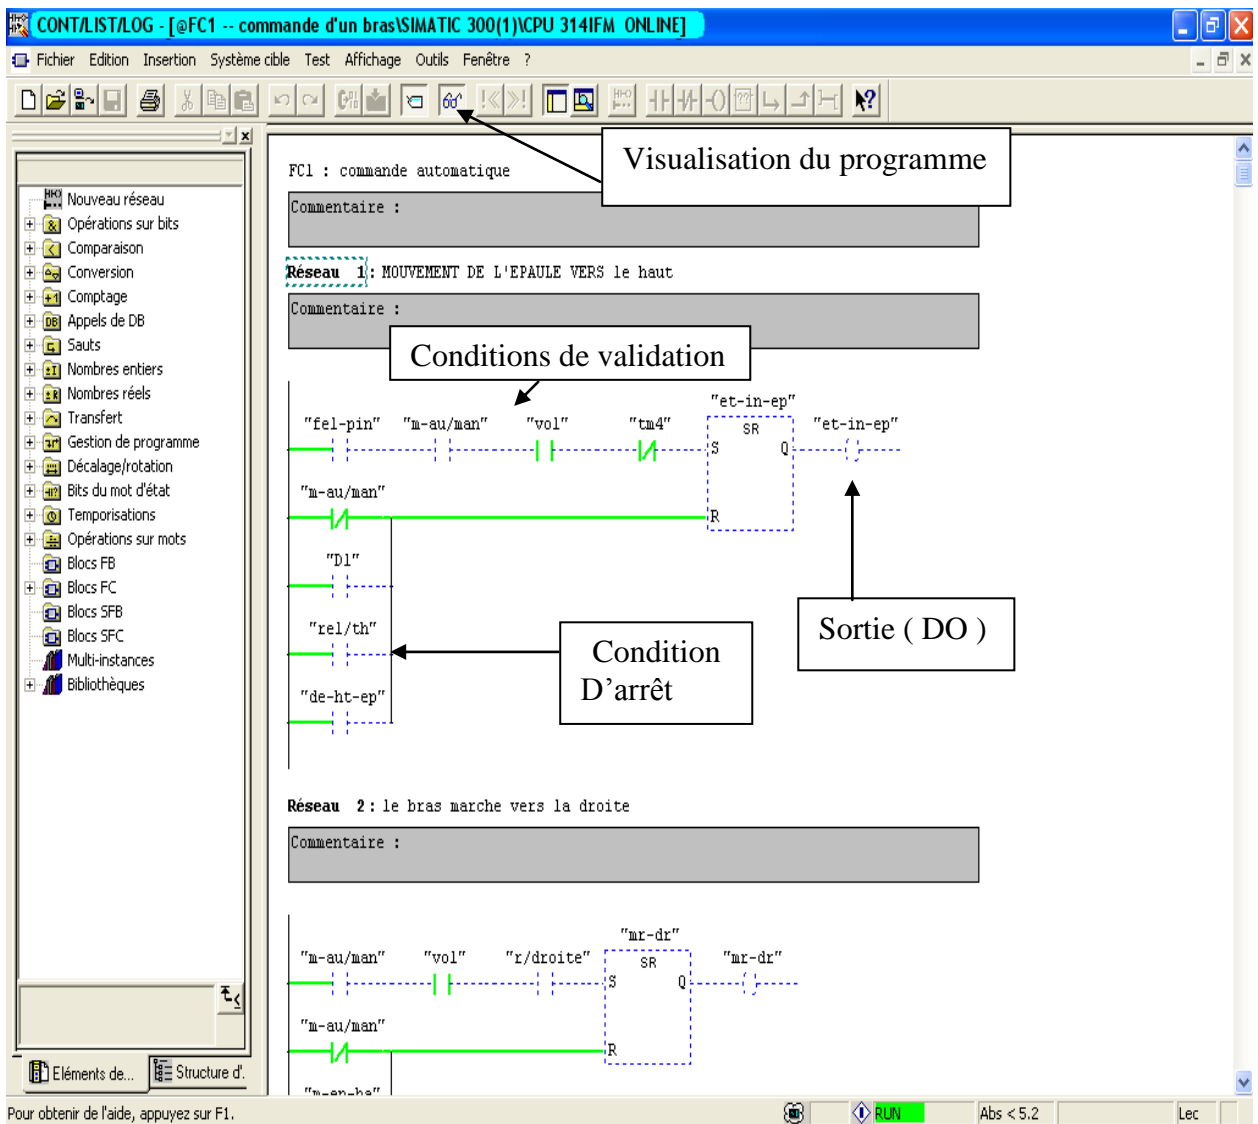 CONT/LIST/LOG - [@FC1 -- commande d'un bras\SIMATIC 300(1)\CPU 314IFM ONLINE]
Fichier Edition Insertion Système cible Test Affichage Outils Fenêtre ?
Visualisation du programme
Nouveau réseau
Opérations sur bits
Comparaison
Conversion
Comptage
Appels de DB
Sauts
Nombres entiers
Nombres réels
Transfert
Gestion de programme
Décalage/rotation
Bits du mot d'état
Temporisations
Opérations sur mots
Blocs FB
Blocs FC
Blocs SFB
Blocs SFC
Multi-instances
Bibliothèques
Eléments de...
Structure d'.
FC1 : commande automatique
Commentaire :
Réseau 1 : MOUVEMENT DE L'EPAULE VERS le haut
Commentaire :
Conditions de validation
"et-in-ep"
"fel-pin" "m-au/man" "vol" "tm4" SR "et-in-ep"
S Q
"m-au/man"
R
"D1"
"rel/th"
"de-ht-ep"
Condition
D'arrêt
Sortie ( DO )
Réseau 2 : le bras marche vers la droite
Commentaire :
"mr-dr"
"m-au/man" "vol" "r/droite" SR "mr-dr"
S Q
"m-au/man"
R
Pour obtenir de l'aide, appuyez sur F1.
RUN
Abs < 5.2
Lec